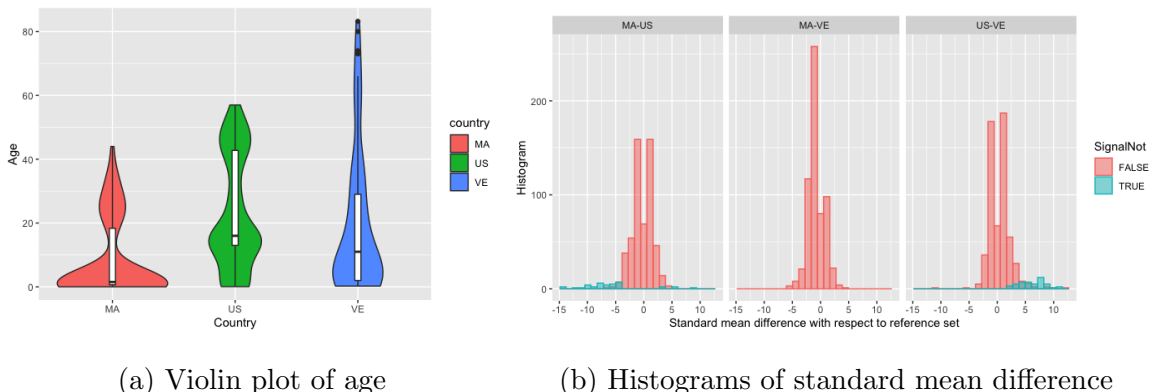 80
60
40
20
0
Age
MA
US
VE
Country
country
MA
US
VE
(a) Violin plot of age
MA-US
MA-VE
US-VE
200
100
0
Histogram
-15 -10 -5 0 5 10
-15 -10 -5 0 5 10
-15 -10 -5 0 5 10
Standard mean difference with respect to reference set
SignalNot
FALSE
TRUE
(b) Histograms of standard mean difference